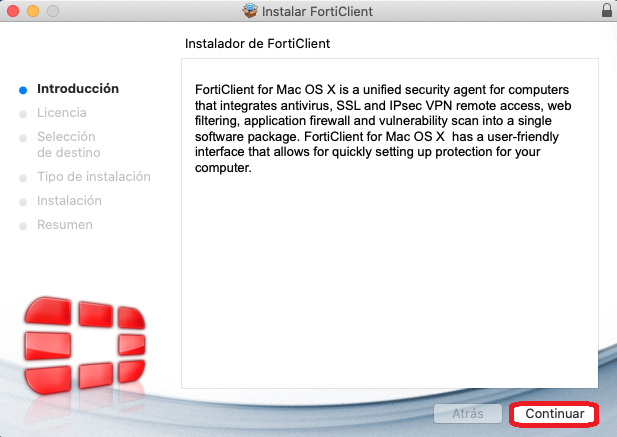 Instalar FortiClient
Instalador de FortiClient
Introducción
Licencia
Selección
de destino
Tipo de instalación
Instalación
Resumen
FortiClient for Mac OS X is a unified security agent for computers
that integrates antivirus, SSL and IPsec VPN remote access, web
filtering, application firewall and vulnerability scan into a single
software package. FortiClient for Mac OS X  has a user-friendly
interface that allows for quickly setting up protection for your
computer.
Atrás
Continuar